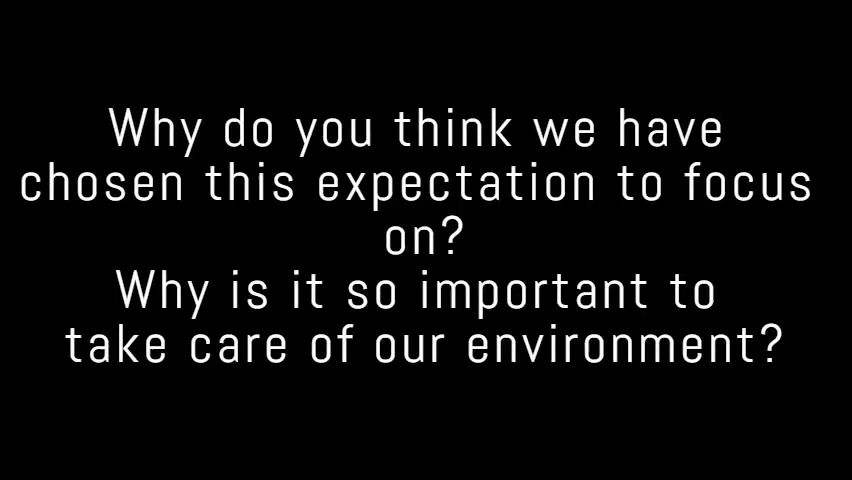 Why do you think we have
chosen this expectation to focus
on?
Why is it so important to
take care of our environment?